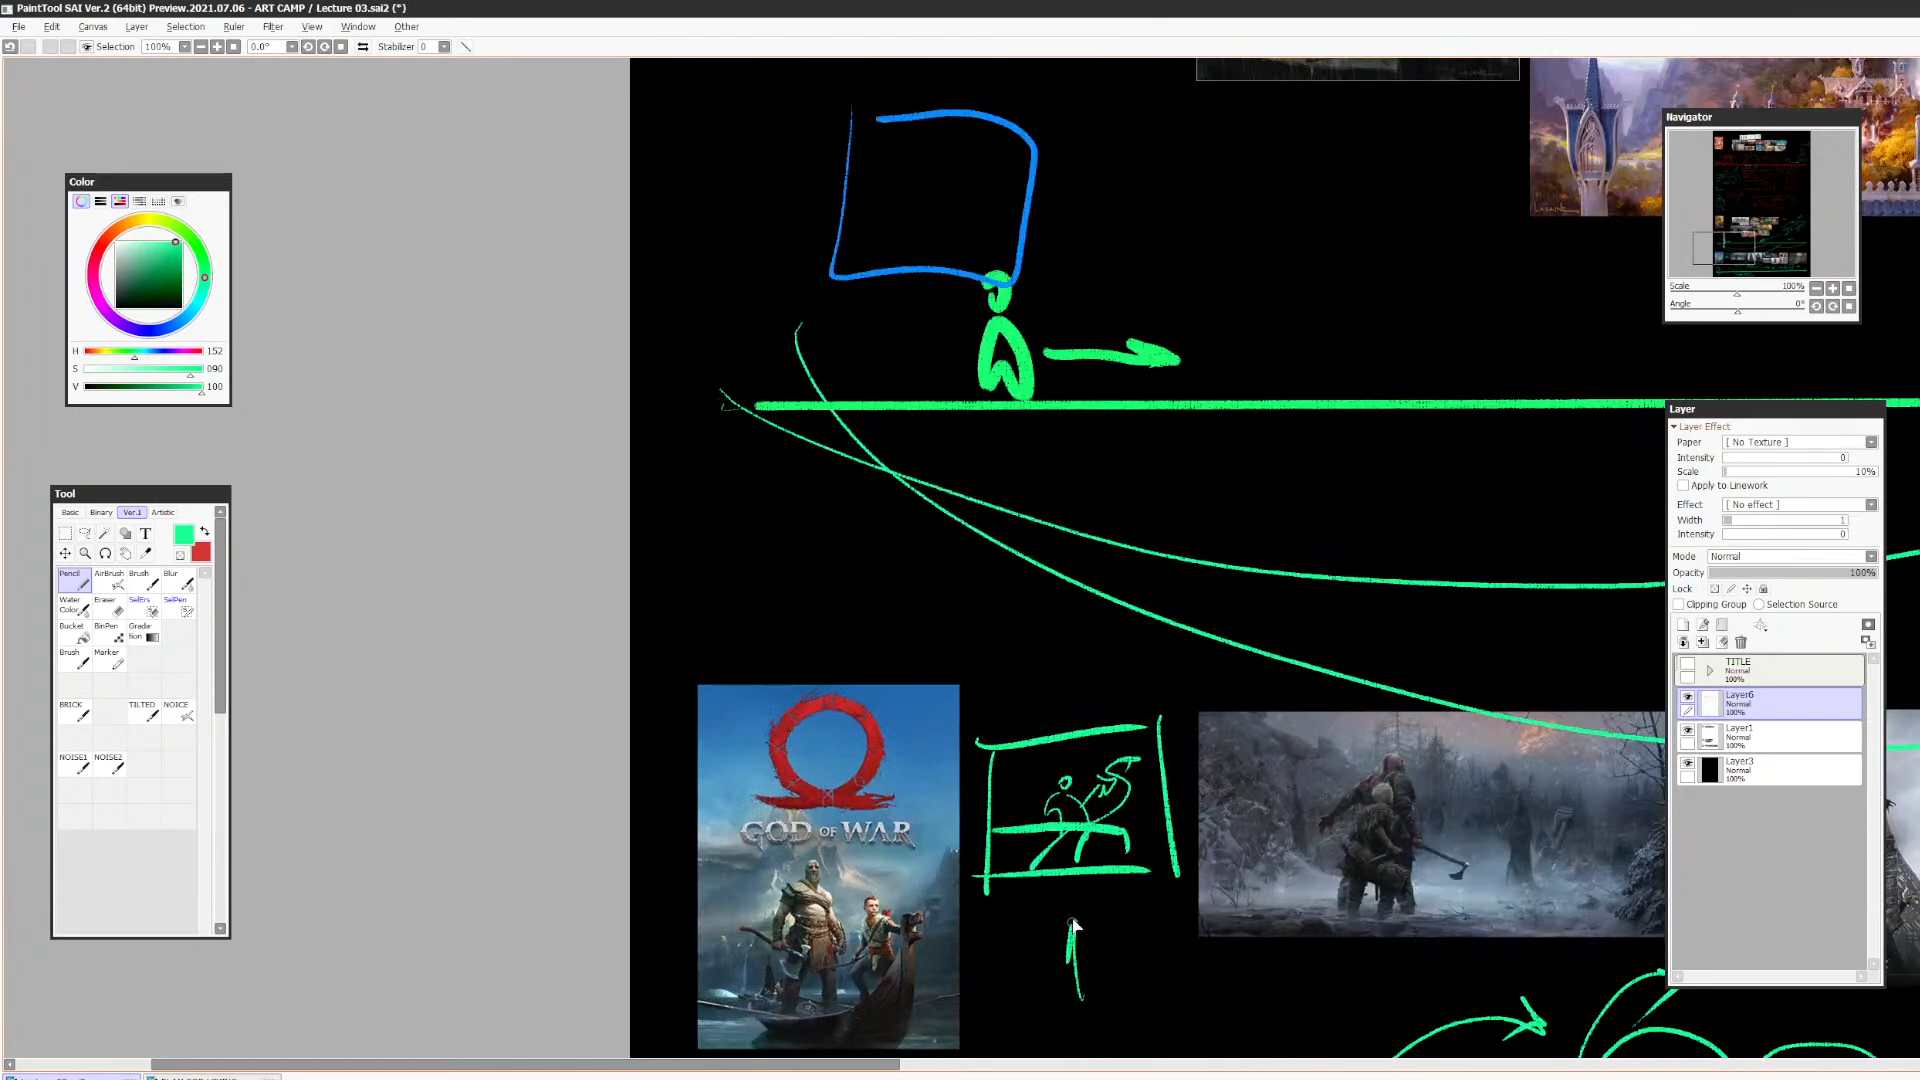 PaintTool SAI Ver.2 (64bit) Preview.2021.07.06 - ART CAMP / Lecture 03.sai2 (*)
File Edit Canvas Layer Selection Ruler Filter View Window Other
Selection 100% 0.0° Stabilizer 0
Navigator
Scale 100%
Angle 0°
Color
H 152
S 090
V 100
Tool
Basic Binary Ver.1 Artistic
T
Pencil AirBrush Brush Blur
Water Color Eraser SelErs SelPen
Bucket BinPen Gradation
Brush Marker
BRICK TILTED NOICE
NOISE1 NOISE2
Layer
Layer Effect
Paper [ No Texture ]
Intensity 0
Scale 10%
Apply to Linework
Effect [ No effect ]
Width 1
Intensity 0
Mode Normal
Opacity 100%
Lock
Clipping Group Selection Source
TITLE
Normal
100%
Layer6
Normal
100%
Layer1
Normal
100%
Layer3
Normal
100%
GOD OF WAR